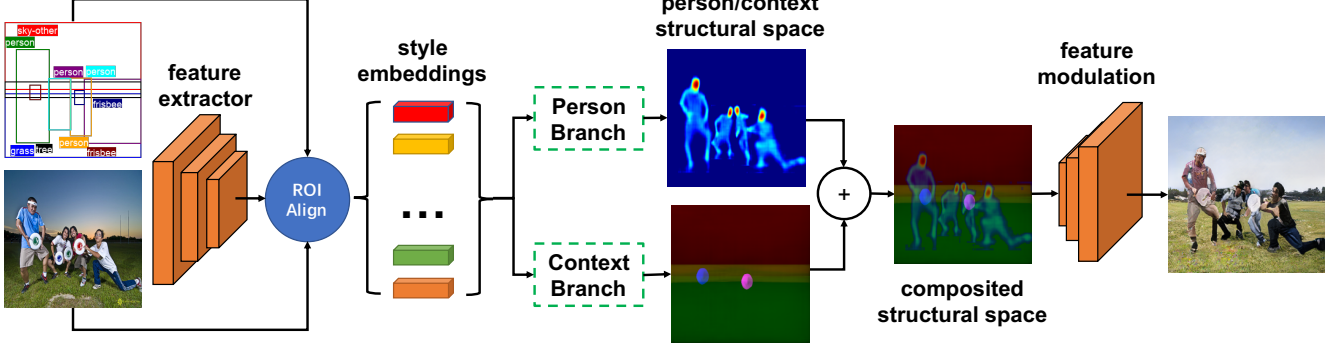 sky-other
person
person
person
frisbee
person
grass
tree
frisbee
feature
extractor
ROI
Align
style
embeddings
...
Person
Branch
Context
Branch
person/context
structural space
+
composited
structural space
feature
modulation